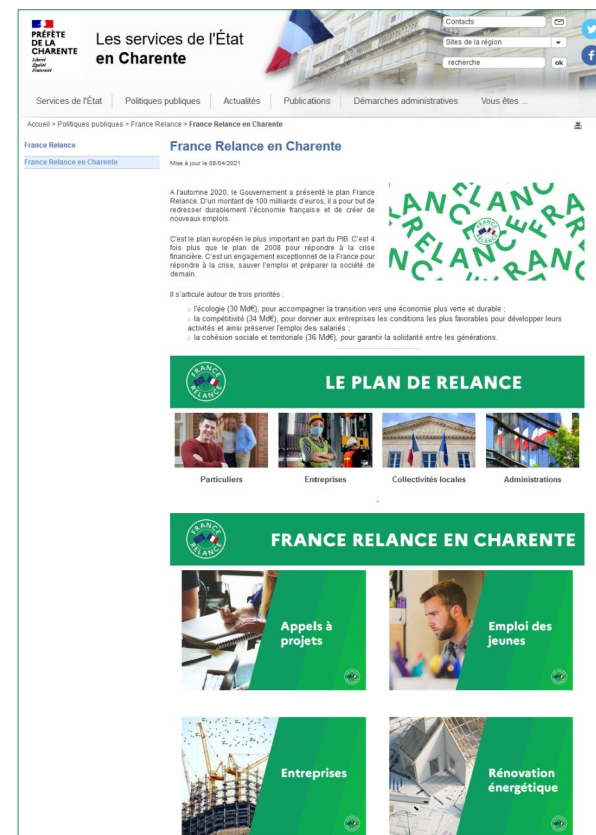 PRÉFÈTE
DE LA
CHARENTE
Liberté
Égalité
Fraternité
Les services de l'État
en Charente
Contacts
Sites de la région
recherche
ok
Services de l'État
Politiques publiques
Actualités
Publications
Démarches administratives
Vous êtes ...
Accueil > Politiques publiques > France Relance > France Relance en Charente
France Relance
France Relance en Charente
France Relance en Charente
Mise à jour le 08/04/2021
A l'automne 2020, le Gouvernement a présenté le plan France
Relance. D'un montant de 100 milliards d'euros, il a pour but de
redresser durablement l'économie française et de créer de
nouveaux emplois.
C'est le plan européen le plus important en part du PIB. C'est 4
fois plus que le plan de 2008 pour répondre à la crise
financière. C'est un engagement exceptionnel de la France pour
répondre à la crise, sauver l'emploi et préparer la société de
demain.
Il s'articule autour de trois priorités :
l'écologie (30 Md€), pour accompagner la transition vers une économie plus verte et durable ;
la compétitivité (34 Md€), pour donner aux entreprises les conditions les plus favorables pour développer leurs
activités et ainsi préserver l'emploi des salariés ;
la cohésion sociale et territoriale (36 Md€), pour garantir la solidarité entre les générations.
FRANCE
RELANCE
LE PLAN DE RELANCE
Particuliers
Entreprises
Collectivités locales
Administrations
-
FRANCE
RELANCE
FRANCE RELANCE EN CHARENTE
Appels à
projets
Emploi des
jeunes
Entreprises
Rénovation
énergétique